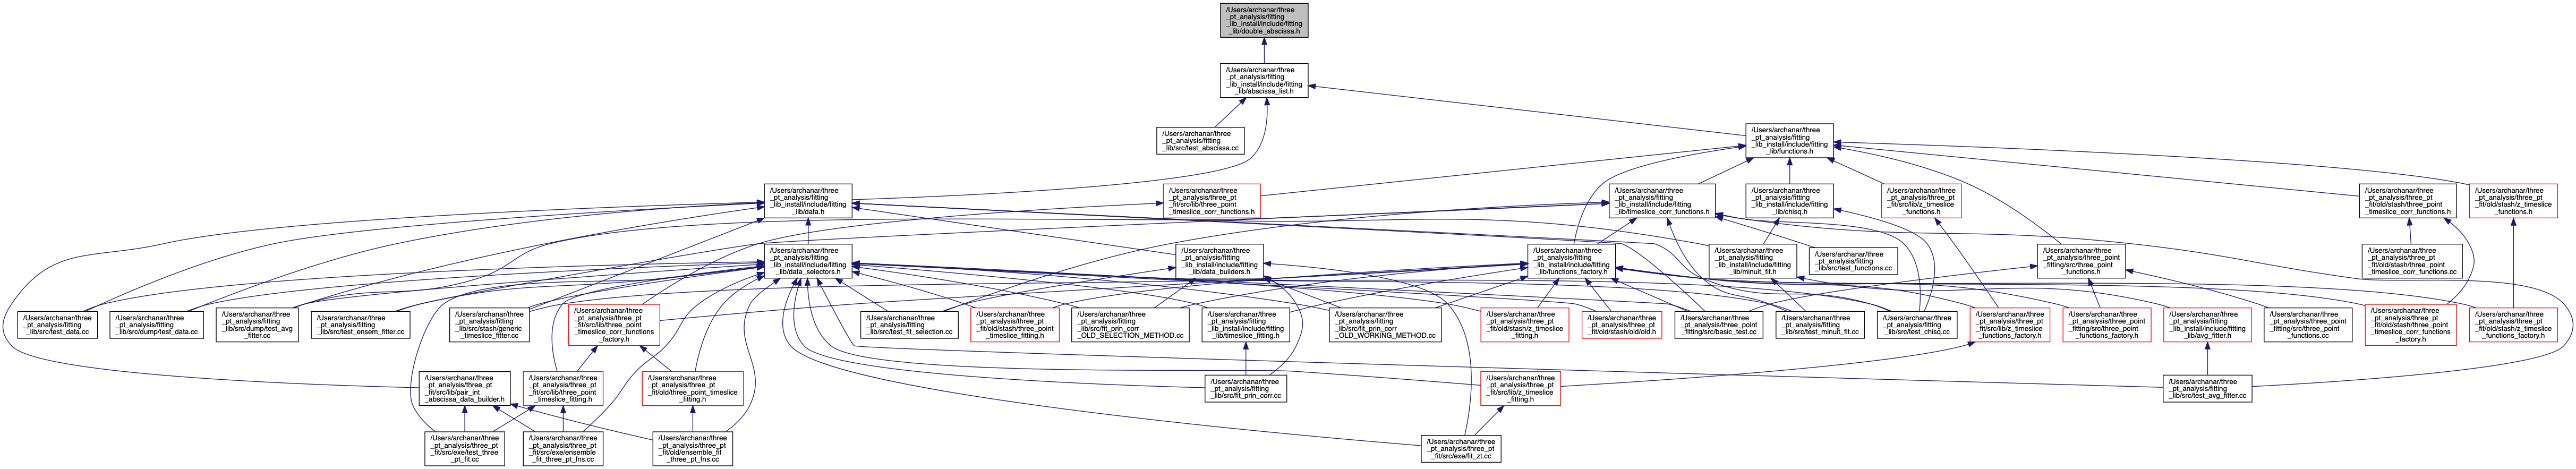 /Users/archanar/three
_pt_analysis/fitting
_lib_install/include/fitting
_lib/double_abscissa.h
/Users/archanar/three
_pt_analysis/fitting
_lib_install/include/fitting
_lib/abscissa_list.h
/Users/archanar/three
_pt_analysis/fitting
_lib/src/test_abscissa.cc
/Users/archanar/three
_pt_analysis/fitting
_lib_install/include/fitting
_lib/functions.h
/Users/archanar/three
_pt_analysis/fitting
_lib_install/include/fitting
_lib/data.h
/Users/archanar/three
_pt_analysis/three_pt
_fit/src/lib/three_point
_timeslice_corr_functions.h
/Users/archanar/three
_pt_analysis/fitting
_lib_install/include/fitting
_lib/timeslice_corr_functions.h
/Users/archanar/three
_pt_analysis/fitting
_lib_install/include/fitting
_lib/chisq.h
/Users/archanar/three
_pt_analysis/three_pt
_fit/src/lib/z_timeslice
_functions.h
/Users/archanar/three
_pt_analysis/three_pt
_fit/old/stash/three_point
_timeslice_corr_functions.h
/Users/archanar/three
_pt_analysis/three_pt
_fit/old/stash/z_timeslice
_functions.h
/Users/archanar/three
_pt_analysis/fitting
_lib_install/include/fitting
_lib/data_selectors.h
/Users/archanar/three
_pt_analysis/fitting
_lib_install/include/fitting
_lib/data_builders.h
/Users/archanar/three
_pt_analysis/fitting
_lib_install/include/fitting
_lib/functions_factory.h
/Users/archanar/three
_pt_analysis/fitting
_lib_install/include/fitting
_lib/minuit_fit.h
/Users/archanar/three
_pt_analysis/fitting
_lib/src/test_functions.cc
/Users/archanar/three
_pt_analysis/three_point
_fitting/src/three_point
_functions.h
/Users/archanar/three
_pt_analysis/three_pt
_fit/old/stash/three_point
_timeslice_corr_functions.cc
/Users/archanar/three
_pt_analysis/fitting
_lib/src/test_data.cc
/Users/archanar/three
_pt_analysis/fitting
_lib/src/dump/test_data.cc
/Users/archanar/three
_pt_analysis/fitting
_lib/src/dump/test_avg
_fitter.cc
/Users/archanar/three
_pt_analysis/fitting
_lib/src/test_ensem_fitter.cc
/Users/archanar/three
_pt_analysis/fitting
_lib/src/stash/generic
_timeslice_fitter.cc
/Users/archanar/three
_pt_analysis/three_pt
_fit/src/lib/three_point
_timeslice_corr_functions
_factory.h
/Users/archanar/three
_pt_analysis/fitting
_lib/src/test_fit_selection.cc
/Users/archanar/three
_pt_analysis/three_pt
_fit/old/stash/three_point
_timeslice_fitting.h
/Users/archanar/three
_pt_analysis/fitting
_lib/src/fit_prin_corr
_OLD_SELECTION_METHOD.cc
/Users/archanar/three
_pt_analysis/fitting
_lib_install/include/fitting
_lib/timeslice_fitting.h
/Users/archanar/three
_pt_analysis/fitting
_lib/src/fit_prin_corr
_OLD_WORKING_METHOD.cc
/Users/archanar/three
_pt_analysis/three_pt
_fit/old/stash/z_timeslice
_fitting.h
/Users/archanar/three
_pt_analysis/three_pt
_fit/old/stash/old/old.h
/Users/archanar/three
_pt_analysis/three_point
_fitting/src/basic_test.cc
/Users/archanar/three
_pt_analysis/fitting
_lib/src/test_minuit_fit.cc
/Users/archanar/three
_pt_analysis/fitting
_lib/src/test_chisq.cc
/Users/archanar/three
_pt_analysis/three_pt
_fit/src/lib/z_timeslice
_functions_factory.h
/Users/archanar/three
_pt_analysis/three_point
_fitting/src/three_point
_functions_factory.h
/Users/archanar/three
_pt_analysis/fitting
_lib_install/include/fitting
_lib/avg_fitter.h
/Users/archanar/three
_pt_analysis/three_point
_fitting/src/three_point
_functions.cc
/Users/archanar/three
_pt_analysis/three_pt
_fit/old/stash/three_point
_timeslice_corr_functions
_factory.h
/Users/archanar/three
_pt_analysis/three_pt
_fit/old/stash/z_timeslice
_functions_factory.h
/Users/archanar/three
_pt_analysis/three_pt
_fit/src/lib/pair_int
_abscissa_data_builder.h
/Users/archanar/three
_pt_analysis/three_pt
_fit/src/lib/three_point
_timeslice_fitting.h
/Users/archanar/three
_pt_analysis/three_pt
_fit/old/three_point_timeslice
_fitting.h
/Users/archanar/three
_pt_analysis/fitting
_lib/src/fit_prin_corr.cc
/Users/archanar/three
_pt_analysis/three_pt
_fit/src/lib/z_timeslice
_fitting.h
/Users/archanar/three
_pt_analysis/fitting
_lib/src/test_avg_fitter.cc
/Users/archanar/three
_pt_analysis/three_pt
_fit/src/exe/test_three
_pt_fit.cc
/Users/archanar/three
_pt_analysis/three_pt
_fit/src/exe/ensemble
_fit_three_pt_fns.cc
/Users/archanar/three
_pt_analysis/three_pt
_fit/old/ensemble_fit
_three_pt_fns.cc
/Users/archanar/three
_pt_analysis/three_pt
_fit/src/exe/fit_zt.cc